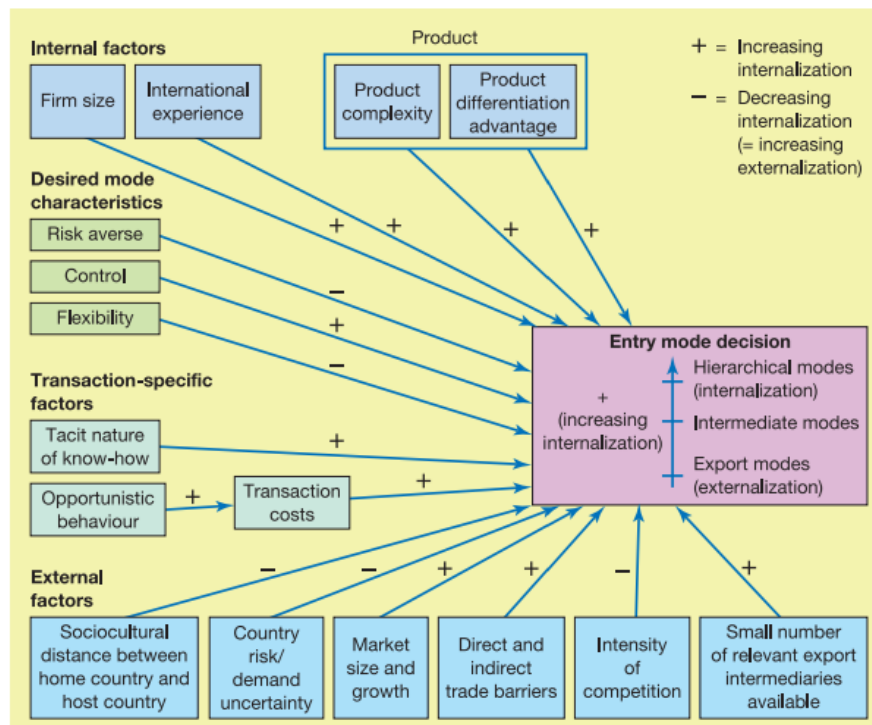 Internal factors
Firm size
International
experience
Product
Product
complexity
Product
differentiation
advantage
+ = Increasing
internalization
− = Decreasing
internalization
(= increasing
externalization)
Desired mode
characteristics
Risk averse
Control
Flexibility
+
+
+
+
−
+
−
Transaction-specific
factors
Tacit nature
of know-how
+
Opportunistic
behaviour
+
Transaction
costs
+
Entry mode decision
+
(increasing
internalization)
Hierarchical modes
(internalization)
Intermediate modes
Export modes
(externalization)
External
factors
−
−
+
+
−
+
Sociocultural
distance between
home country and
host country
Country
risk/
demand
uncertainty
Market
size and
growth
Direct and
indirect
trade barriers
Intensity
of
competition
Small number
of relevant export
intermediaries
available